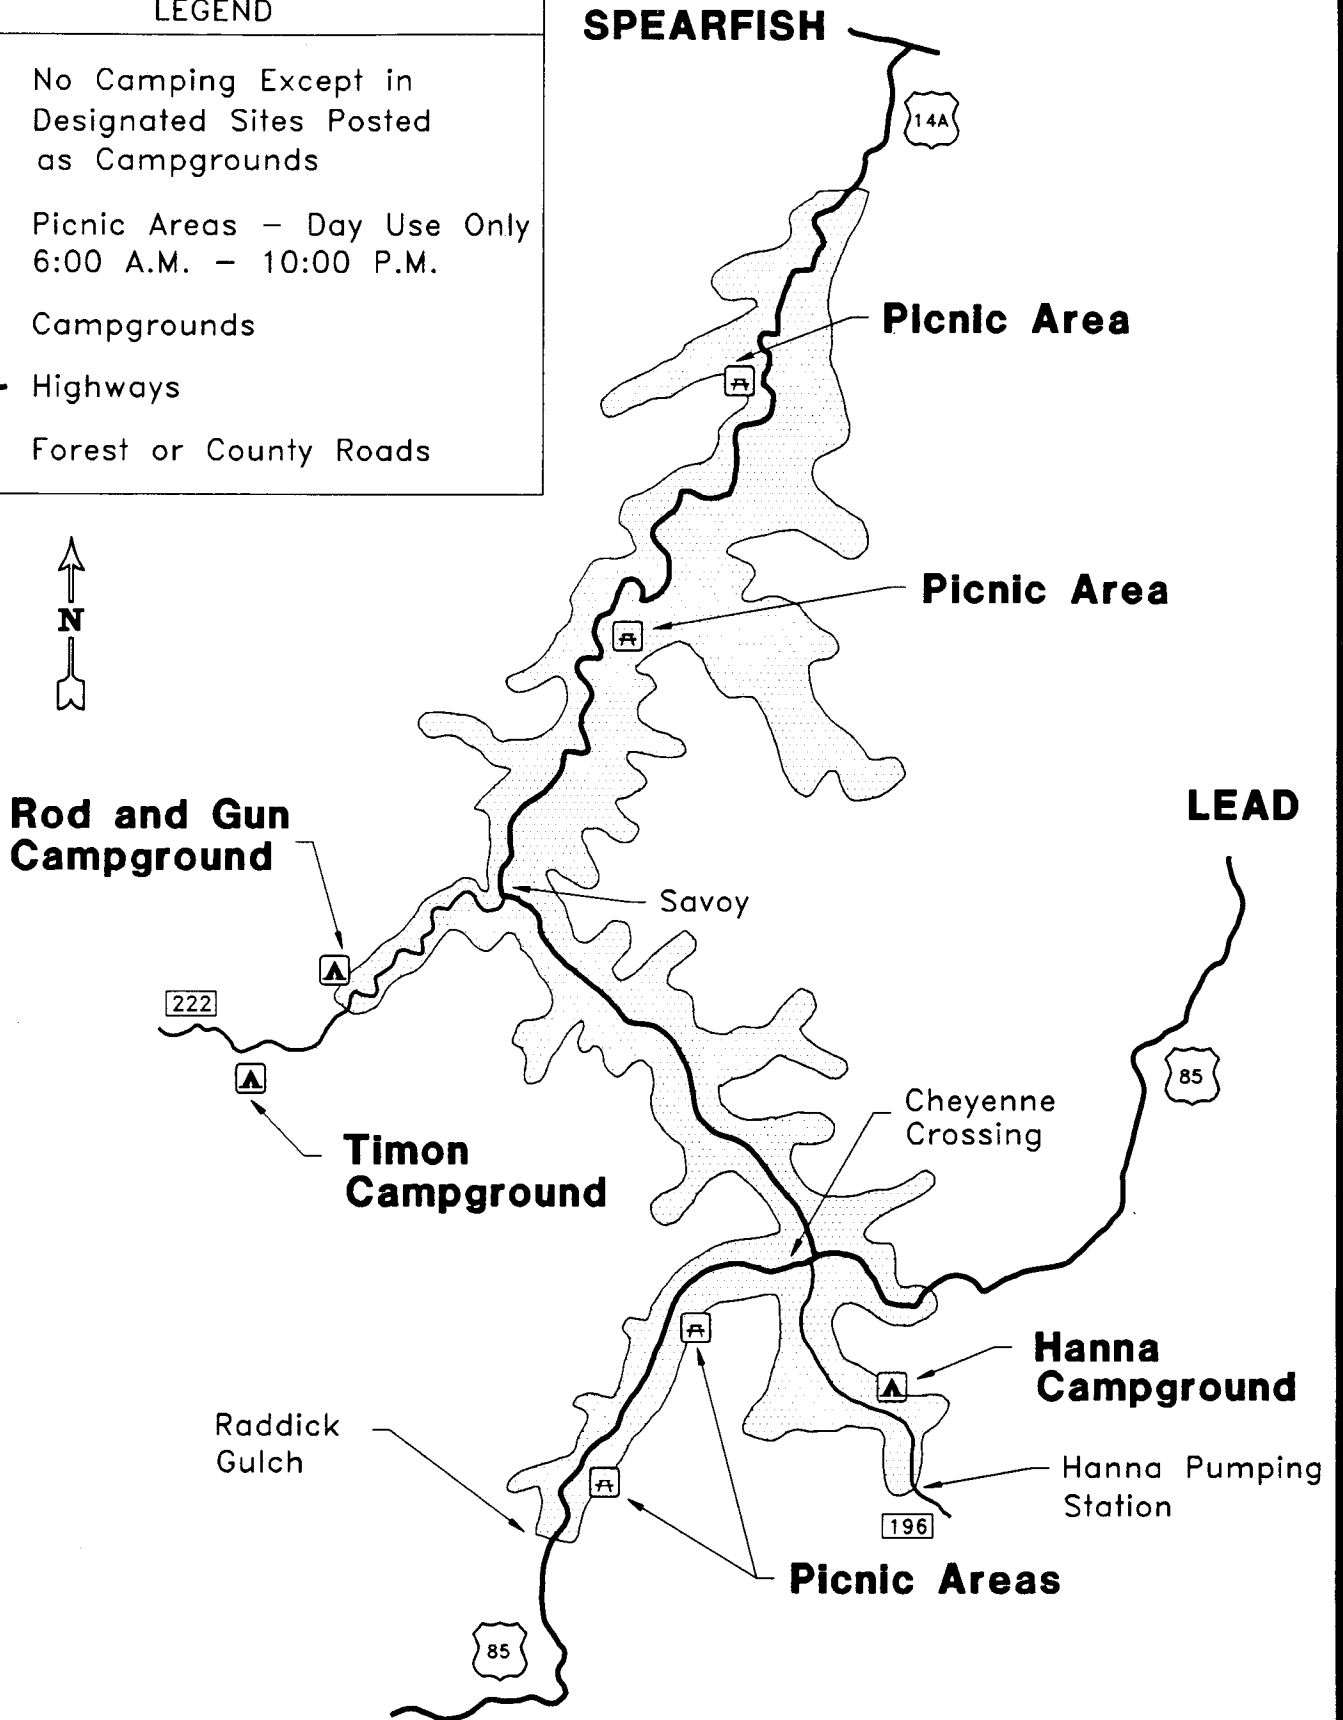 LEGEND
No Camping Except in
Designated Sites Posted
as Campgrounds
Picnic Areas – Day Use Only
6:00 A.M. – 10:00 P.M.
Campgrounds
Highways
Forest or County Roads
SPEARFISH
14A
Picnic Area
N
Picnic Area
LEAD
Rod and Gun
Campground
Savoy
222
85
Cheyenne
Crossing
Timon
Campground
Hanna
Campground
Raddick
Gulch
Hanna Pumping
Station
196
Picnic Areas
85